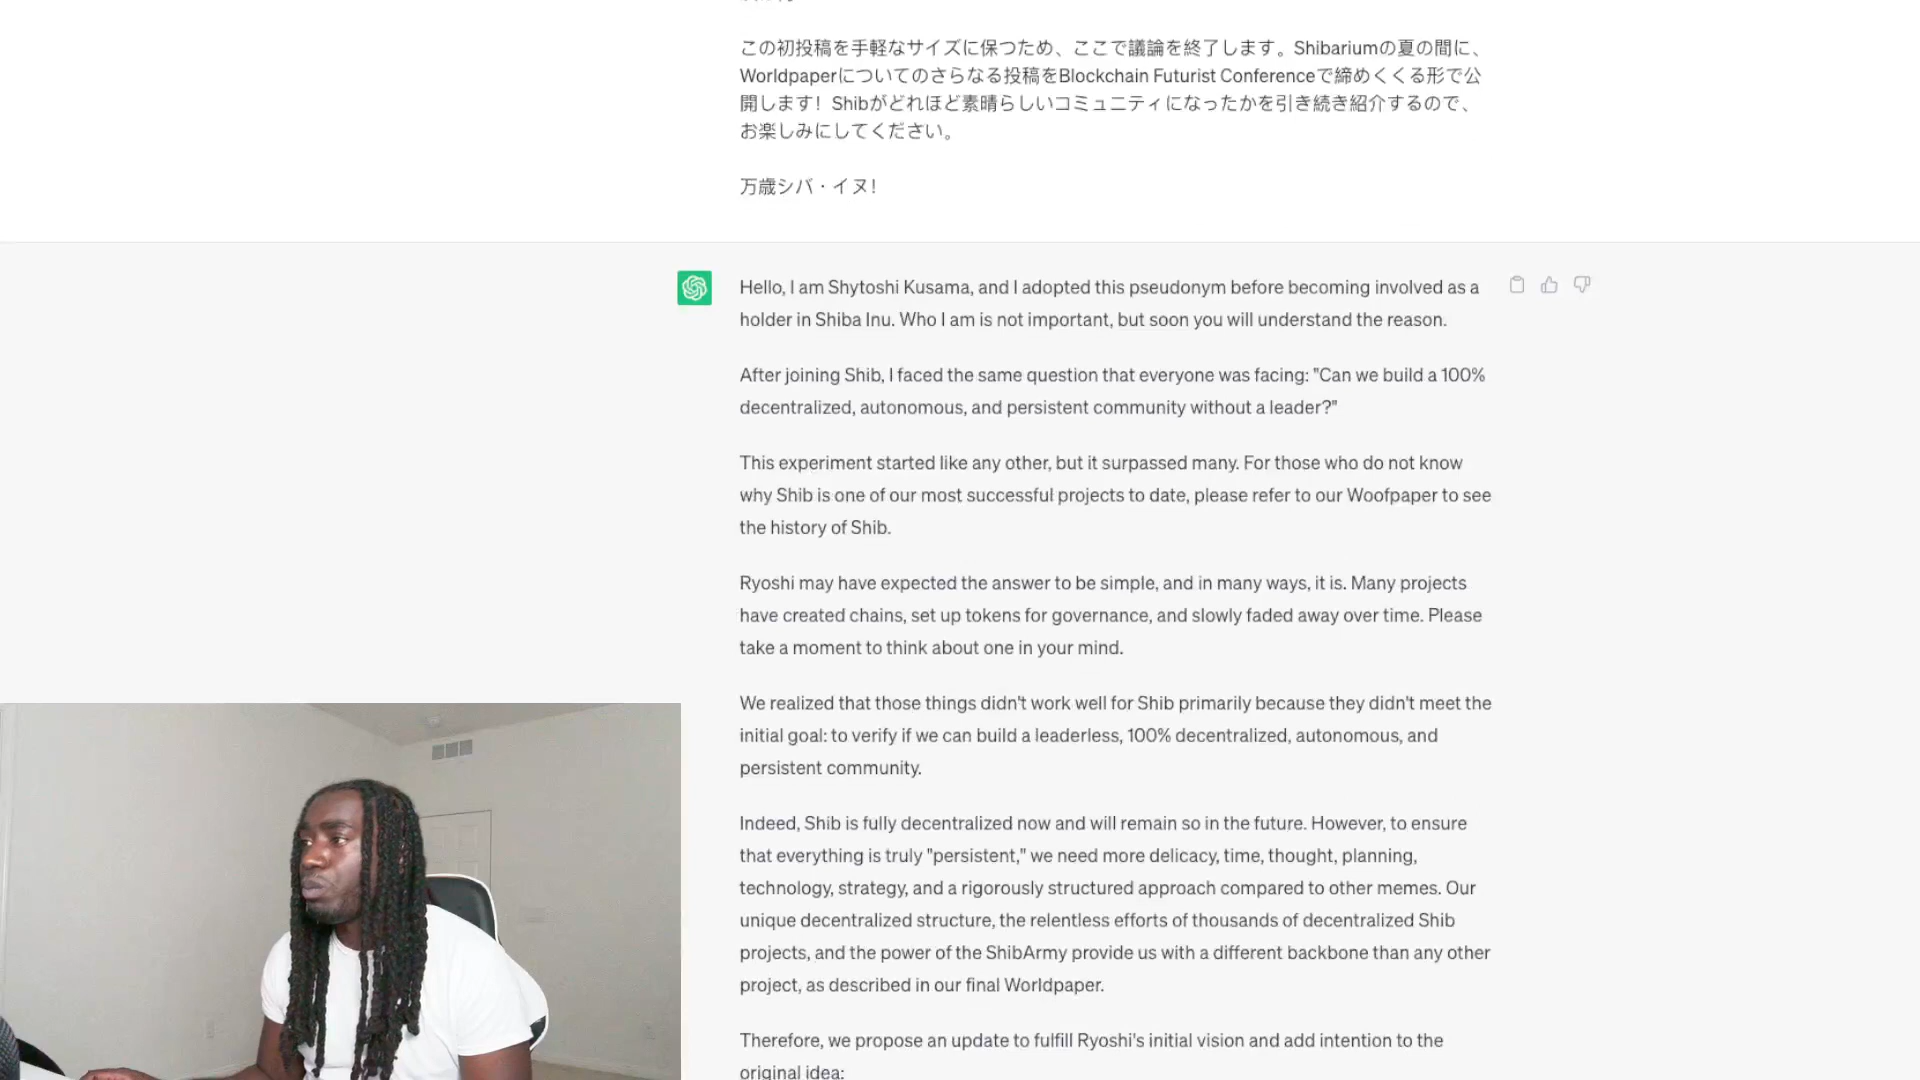 この初投稿を手軽なサイズに保つため、ここで議論を終了します。Shibariumの夏の間に、
Worldpaperについてのさらなる投稿をBlockchain Futurist Conferenceで締めくくる形で公
開します！Shibがどれほど素晴らしいコミュニティになったかを引き続き紹介するので、
お楽しみにしてください。
万歳シバ・イヌ！
Hello, I am Shytoshi Kusama, and I adopted this pseudonym before becoming involved as a
holder in Shiba Inu. Who I am is not important, but soon you will understand the reason.
After joining Shib, I faced the same question that everyone was facing: "Can we build a 100%
decentralized, autonomous, and persistent community without a leader?"
This experiment started like any other, but it surpassed many. For those who do not know
why Shib is one of our most successful projects to date, please refer to our Woofpaper to see
the history of Shib.
Ryoshi may have expected the answer to be simple, and in many ways, it is. Many projects
have created chains, set up tokens for governance, and slowly faded away over time. Please
take a moment to think about one in your mind.
We realized that those things didn't work well for Shib primarily because they didn't meet the
initial goal: to verify if we can build a leaderless, 100% decentralized, autonomous, and
persistent community.
Indeed, Shib is fully decentralized now and will remain so in the future. However, to ensure
that everything is truly "persistent," we need more delicacy, time, thought, planning,
technology, strategy, and a rigorously structured approach compared to other memes. Our
unique decentralized structure, the relentless efforts of thousands of decentralized Shib
projects, and the power of the ShibArmy provide us with a different backbone than any other
project, as described in our final Worldpaper.
Therefore, we propose an update to fulfill Ryoshi's initial vision and add intention to the
original idea: